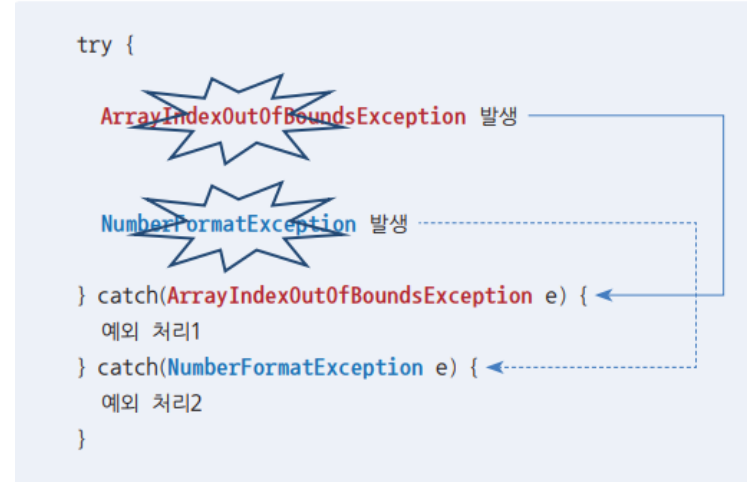 try {
ArrayIndexOutOfBoundsException 발생
NumberFormatException 발생
} catch(ArrayIndexOutOfBoundsException e) {
예외 처리1
} catch(NumberFormatException e) {
예외 처리2
}